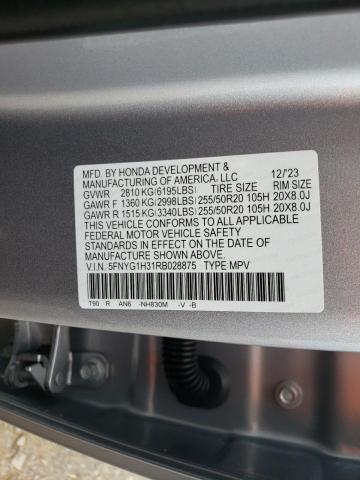 MFD. BY HONDA DEVELOPMENT & 12/'23
MANUFACTURING OF AMERICA, LLC
GVWR 2810 KG(6195LBS) TIRE SIZE RIM SIZE
GAWR F 1360 KG(2998LBS) 255/50R20 105H 20X8.0J
GAWR R 1515 KG(3340LBS) 255/50R20 105H 20X8.0J
THIS VEHICLE CONFORMS TO ALL APPLICABLE
FEDERAL MOTOR VEHICLE SAFETY AND THEFT
PREVENTION STANDARDS IN EFFECT ON THE DATE OF
MANUFACTURE SHOWN ABOVE.
V.I.N. 5FNYG1H31RB028875 TYPE:MPV
T90 R AN6 -NH830M -V -B